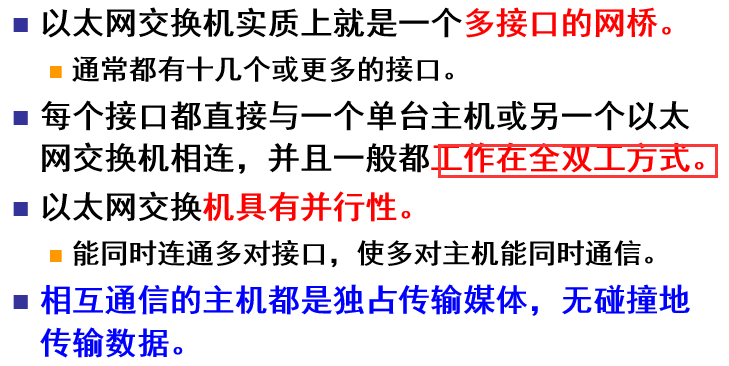 以太网交换机实质上就是一个多接口的网桥。
通常都有十几个或更多的接口。
每个接口都直接与一个单台主机或另一个以太
网交换机相连，并且一般都工作在全双工方式。
以太网交换机具有并行性。
能同时连通多对接口，使多对主机能同时通信。
相互通信的主机都是独占传输媒体，无碰撞地
传输数据。